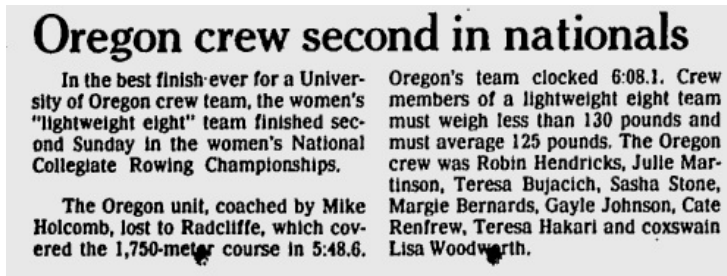 Oregon crew second in nationals
In the best finish ever for a Univer-
sity of Oregon crew team, the women's
"lightweight eight" team finished sec-
ond Sunday in the women's National
Collegiate Rowing Championships.
The Oregon unit, coached by Mike
Holcomb, lost to Radcliffe, which cov-
ered the 1,750-meter course in 5:48.6.
Oregon's team clocked 6:08.1. Crew
members of a lightweight eight team
must weigh less than 130 pounds and
must average 125 pounds. The Oregon
crew was Robin Hendricks, Julie Mar-
tinson, Teresa Bujacich, Sasha Stone,
Margie Bernards, Gayle Johnson, Cate
Renfrew, Teresa Hakari and coxswain
Lisa Woodworth.